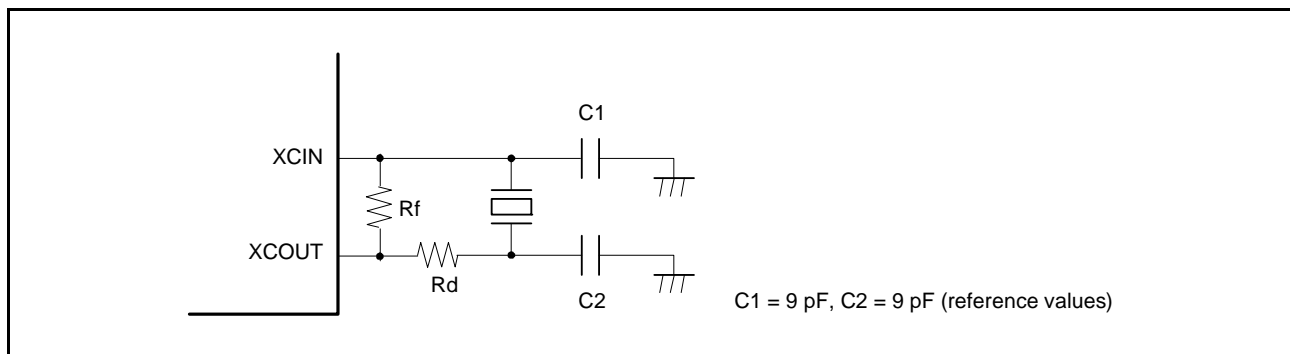 C1
XCIN
Rf
XCOUT
Rd
C2
C1 = 9 pF, C2 = 9 pF (reference values)